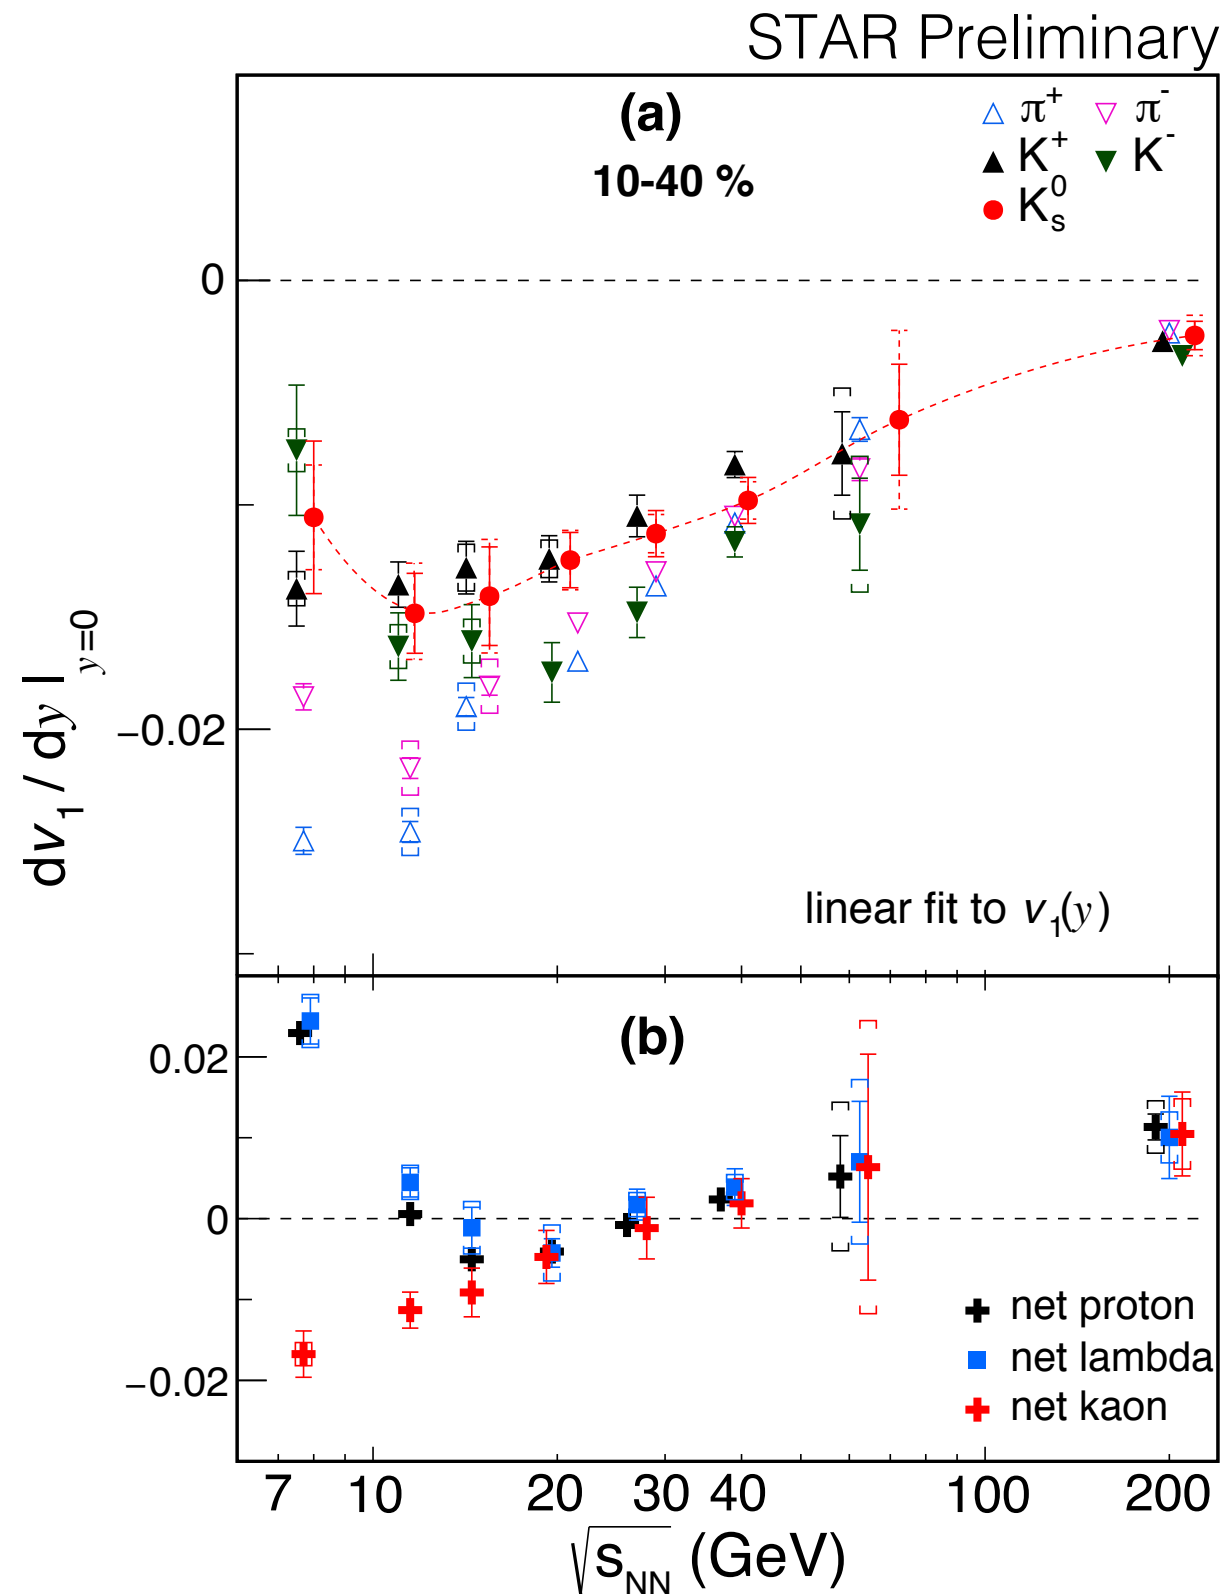 STAR Preliminary
(a)
10-40 %
π⁺ π⁻
K⁺ K⁻
K⁰ₛ
0
−0.02
dv₁ / dy |y=0
linear fit to v₁(y)
(b)
0.02
0
−0.02
net proton
net lambda
net kaon
7 10 20 30 40 100 200
√sNN (GeV)